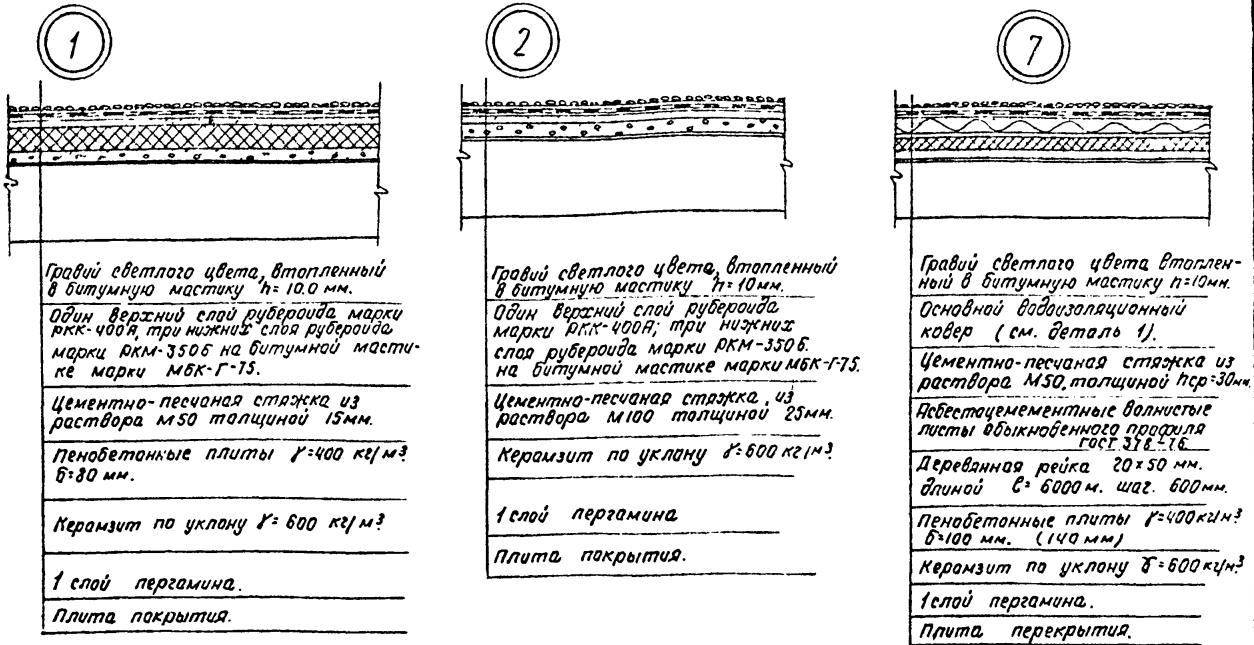 1
Гравий светлого цвета, втопленный
в битумную мастику h=10.0 мм.
Один верхний слой рубероида марки
РКК-400А, три нижних слоя рубероида
марки РКМ-350Б на битумной масти-
ке марки МБК-Г-75.
Цементно-песчаная стяжка из
раствора М50 толщиной 15мм.
Пенобетонные плиты γ=400 кг/м³
δ=80 мм.
Керамзит по уклону γ=600 кг/м³
1 слой пергамина.
Плита покрытия.
2
Гравий светлого цвета, втопленный
в битумную мастику h=10мм.
Один верхний слой рубероида
марки РКК-400А; три нижних
слоя рубероида марки РКМ-350Б
на битумной мастике марки МБК-Г-75.
Цементно-песчаная стяжка, из
раствора М100 толщиной 25мм.
Керамзит по уклону γ=600 кг/м³
1 слой пергамина
Плита покрытия.
7
Гравий светлого цвета втоплен-
ный в битумную мастику h=10мм.
Основной водоизоляционный
ковер (см. деталь 1).
Цементно-песчаная стяжка из
раствора М50, толщиной hср=30мм
Асбестоцементные волнистые
листы обыкновенного профиля
ГОСТ 378-76
Деревянная рейка 20×50 мм.
длиной ℓ=6000м. шаг. 600мм.
Пенобетонные плиты γ=400кг/м³
δ=100 мм. (140 мм)
Керамзит по уклону γ=600 кг/м³
1 слой пергамина.
Плита перекрытия.